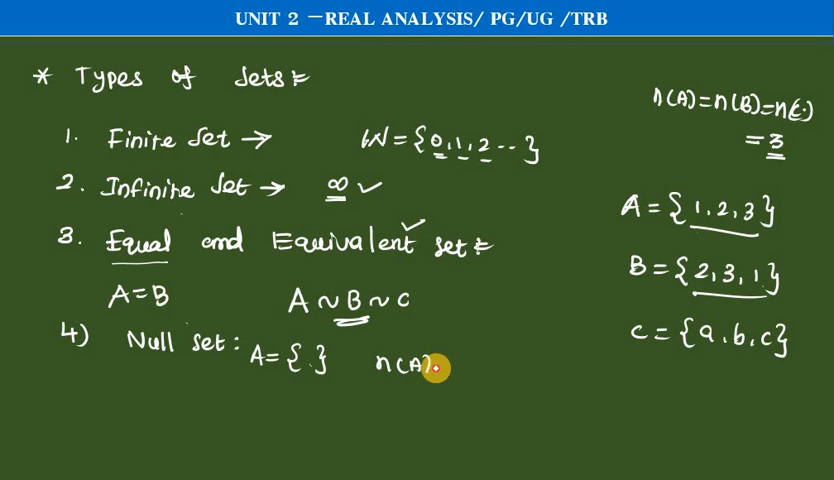 UNIT 2 –REAL ANALYSIS/ PG/UG /TRB
* Types of Sets:
1. Finite Set → W = {0, 1, 2 ..}
2. Infinite Set → ∞ ✓
3. Equal and Equivalent set:
A = B A ~ B ~ C
4) Null set: A = { . } n(A)
n(A) = n(B) = n(C)
= 3
A = {1, 2, 3}
B = {2, 3, 1}
C = {a, b, c}